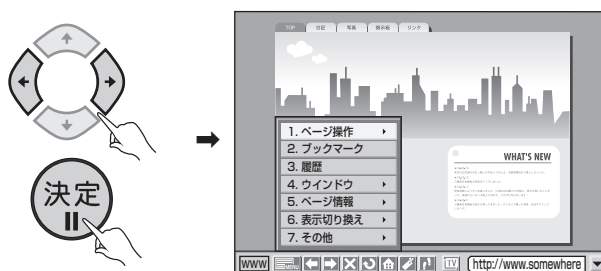 決定
TOP 日記 写真 掲示板 リンク
1. ページ操作
2. ブックマーク
3. 履歴
4. ウインドウ
5. ページ情報
6. 表示切り換え
7. その他
WHAT'S NEW
WWW MENU TV http://www.somewhere